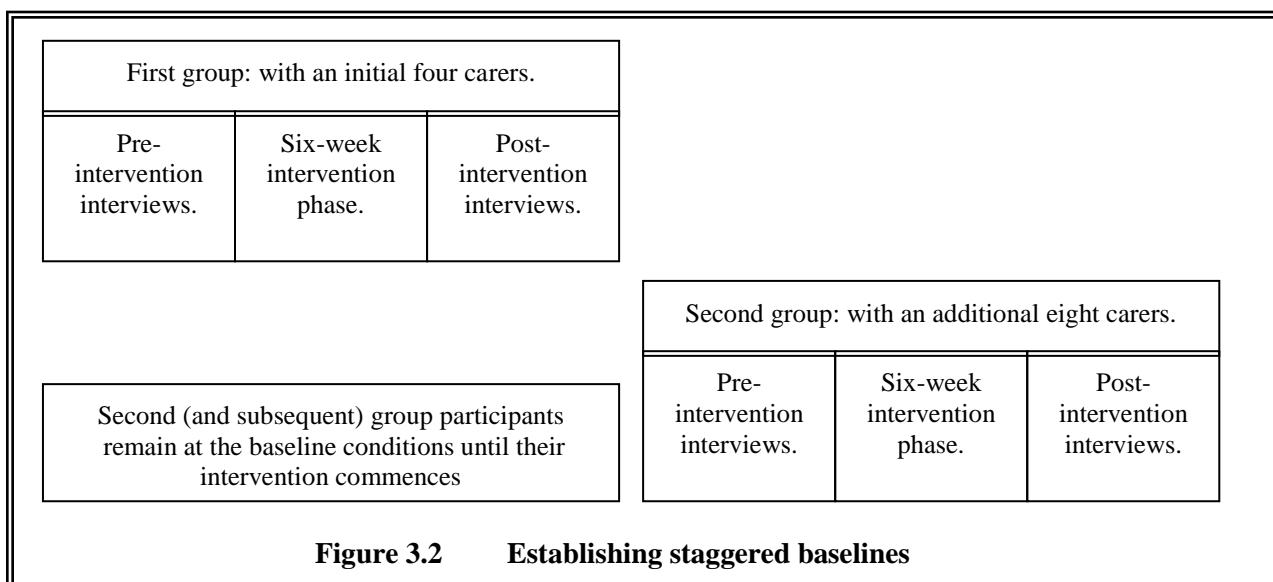 First group: with an initial four carers.
Pre-
intervention
interviews.
Six-week
intervention
phase.
Post-
intervention
interviews.
Second group: with an additional eight carers.
Pre-
intervention
interviews.
Six-week
intervention
phase.
Post-
intervention
interviews.
Second (and subsequent) group participants
remain at the baseline conditions until their
intervention commences
Figure 3.2 Establishing staggered baselines